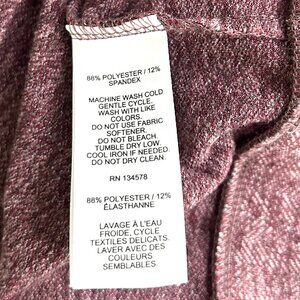 88% POLYESTER / 12%
SPANDEX
MACHINE WASH COLD
GENTLE CYCLE.
WASH WITH LIKE
COLORS.
DO NOT USE FABRIC
SOFTENER.
DO NOT BLEACH.
TUMBLE DRY LOW.
COOL IRON IF NEEDED.
DO NOT DRY CLEAN.
RN 134578
88% POLYESTER / 12%
ÉLASTHANNE
LAVAGE À L'EAU
FROIDE, CYCLE
TEXTILES DÉLICATS.
LAVER AVEC DES
COULEURS
SEMBLABLES.